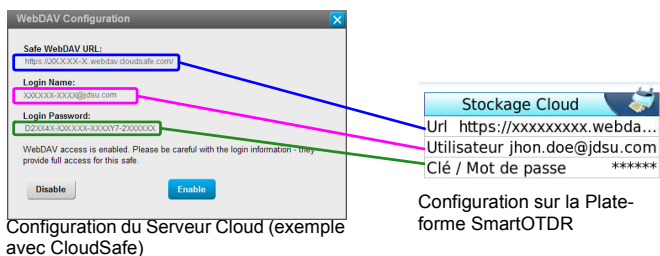 WebDAV Configuration
Safe WebDAV URL:
https://XXXXX-X.webdav.cloudsafe.com/
Login Name:
XXXXXX-XXXX@jdsu.com
Login Password:
D2XX4X-XXXXXX-XXXXY7-2XXXXXX
WebDAV access is enabled. Please be careful with the login information - they
provide full access for this safe.
Disable
Enable
Configuration du Serveur Cloud (exemple
avec CloudSafe)
Stockage Cloud
Url https://xxxxxxxxx.webda...
Utilisateur jhon.doe@jdsu.com
Clé / Mot de passe ******
Configuration sur la Plate-
forme SmartOTDR